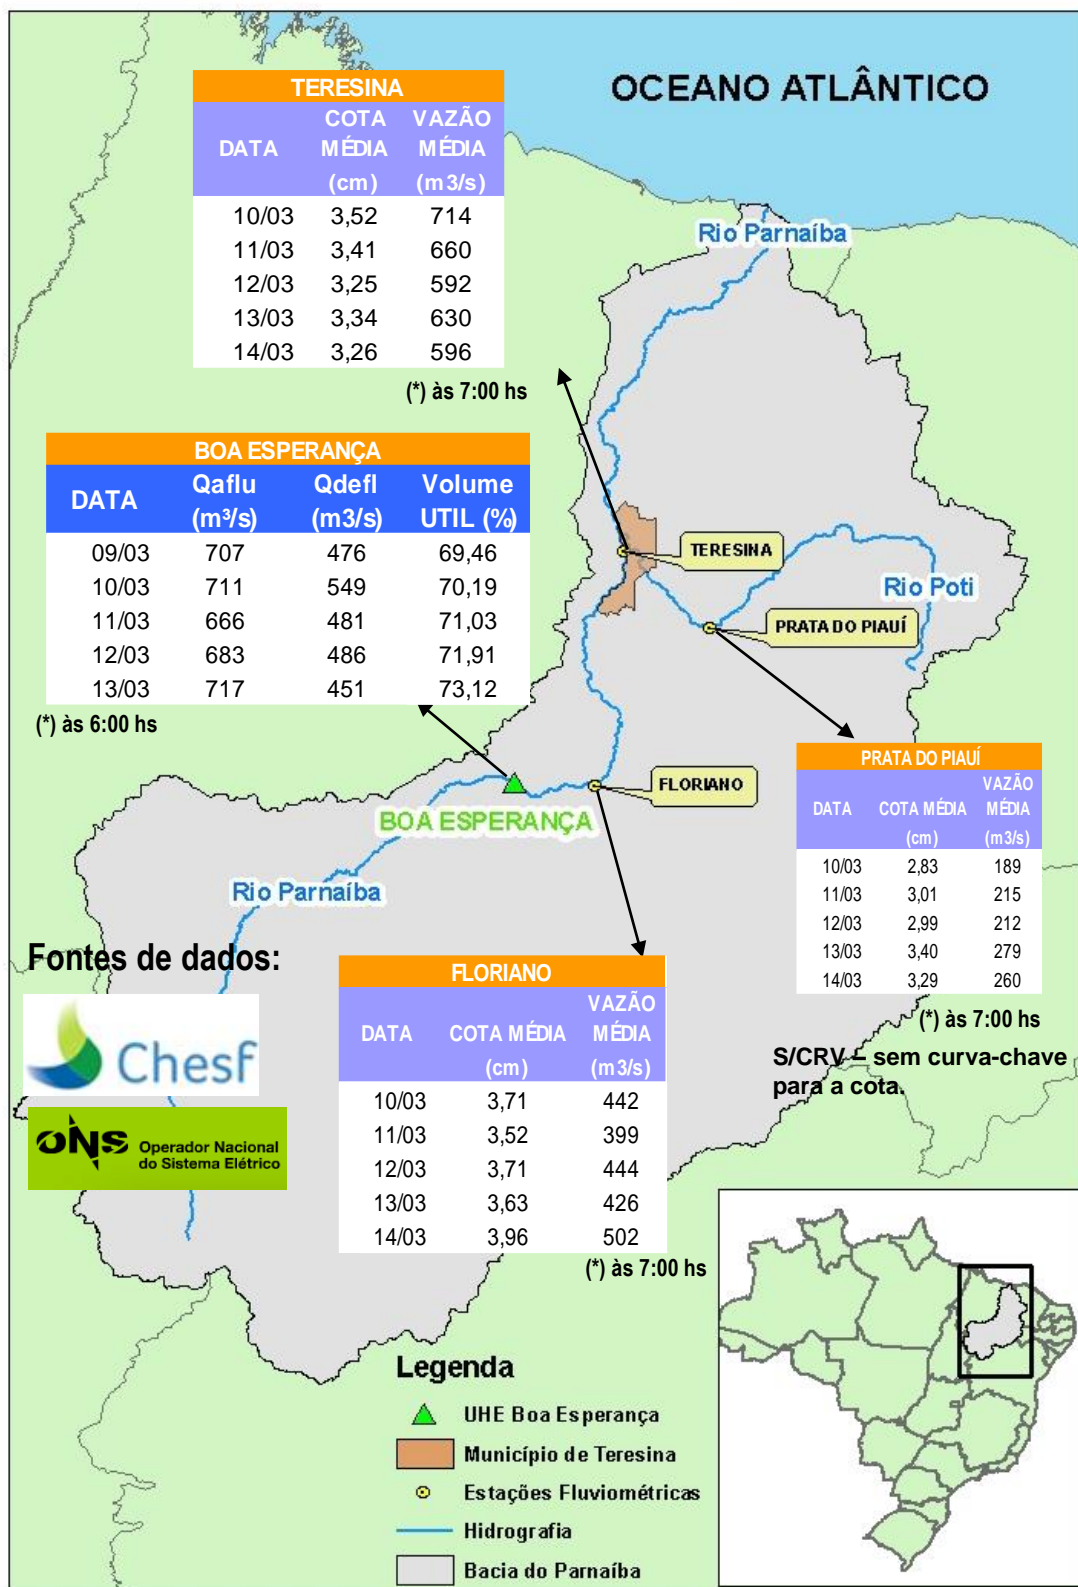 OCEANO ATLÂNTICO
TERESINA
DATA COTA MÉDIA (cm) VAZÃO MÉDIA (m3/s)
10/03 3,52 714
11/03 3,41 660
12/03 3,25 592
13/03 3,34 630
14/03 3,26 596
(*) às 7:00 hs
Rio Parnaíba
BOA ESPERANÇA
DATA Qaflu (m³/s) Qdefl (m3/s) Volume UTIL (%)
09/03 707 476 69,46
10/03 711 549 70,19
11/03 666 481 71,03
12/03 683 486 71,91
13/03 717 451 73,12
(*) às 6:00 hs
TERESINA
Rio Poti
PRATA DO PIAUÍ
FLORIANO
BOA ESPERANÇA
Rio Parnaíba
PRATA DO PIAUÍ
DATA COTA MÉDIA (cm) VAZÃO MÉDIA (m3/s)
10/03 2,83 189
11/03 3,01 215
12/03 2,99 212
13/03 3,40 279
14/03 3,29 260
(*) às 7:00 hs
S/CRV – sem curva-chave
para a cota.
Fontes de dados:
Chesf
ONS Operador Nacional
do Sistema Elétrico
FLORIANO
DATA COTA MÉDIA (cm) VAZÃO MÉDIA (m3/s)
10/03 3,71 442
11/03 3,52 399
12/03 3,71 444
13/03 3,63 426
14/03 3,96 502
(*) às 7:00 hs
Legenda
UHE Boa Esperança
Município de Teresina
Estações Fluviométricas
Hidrografia
Bacia do Parnaíba